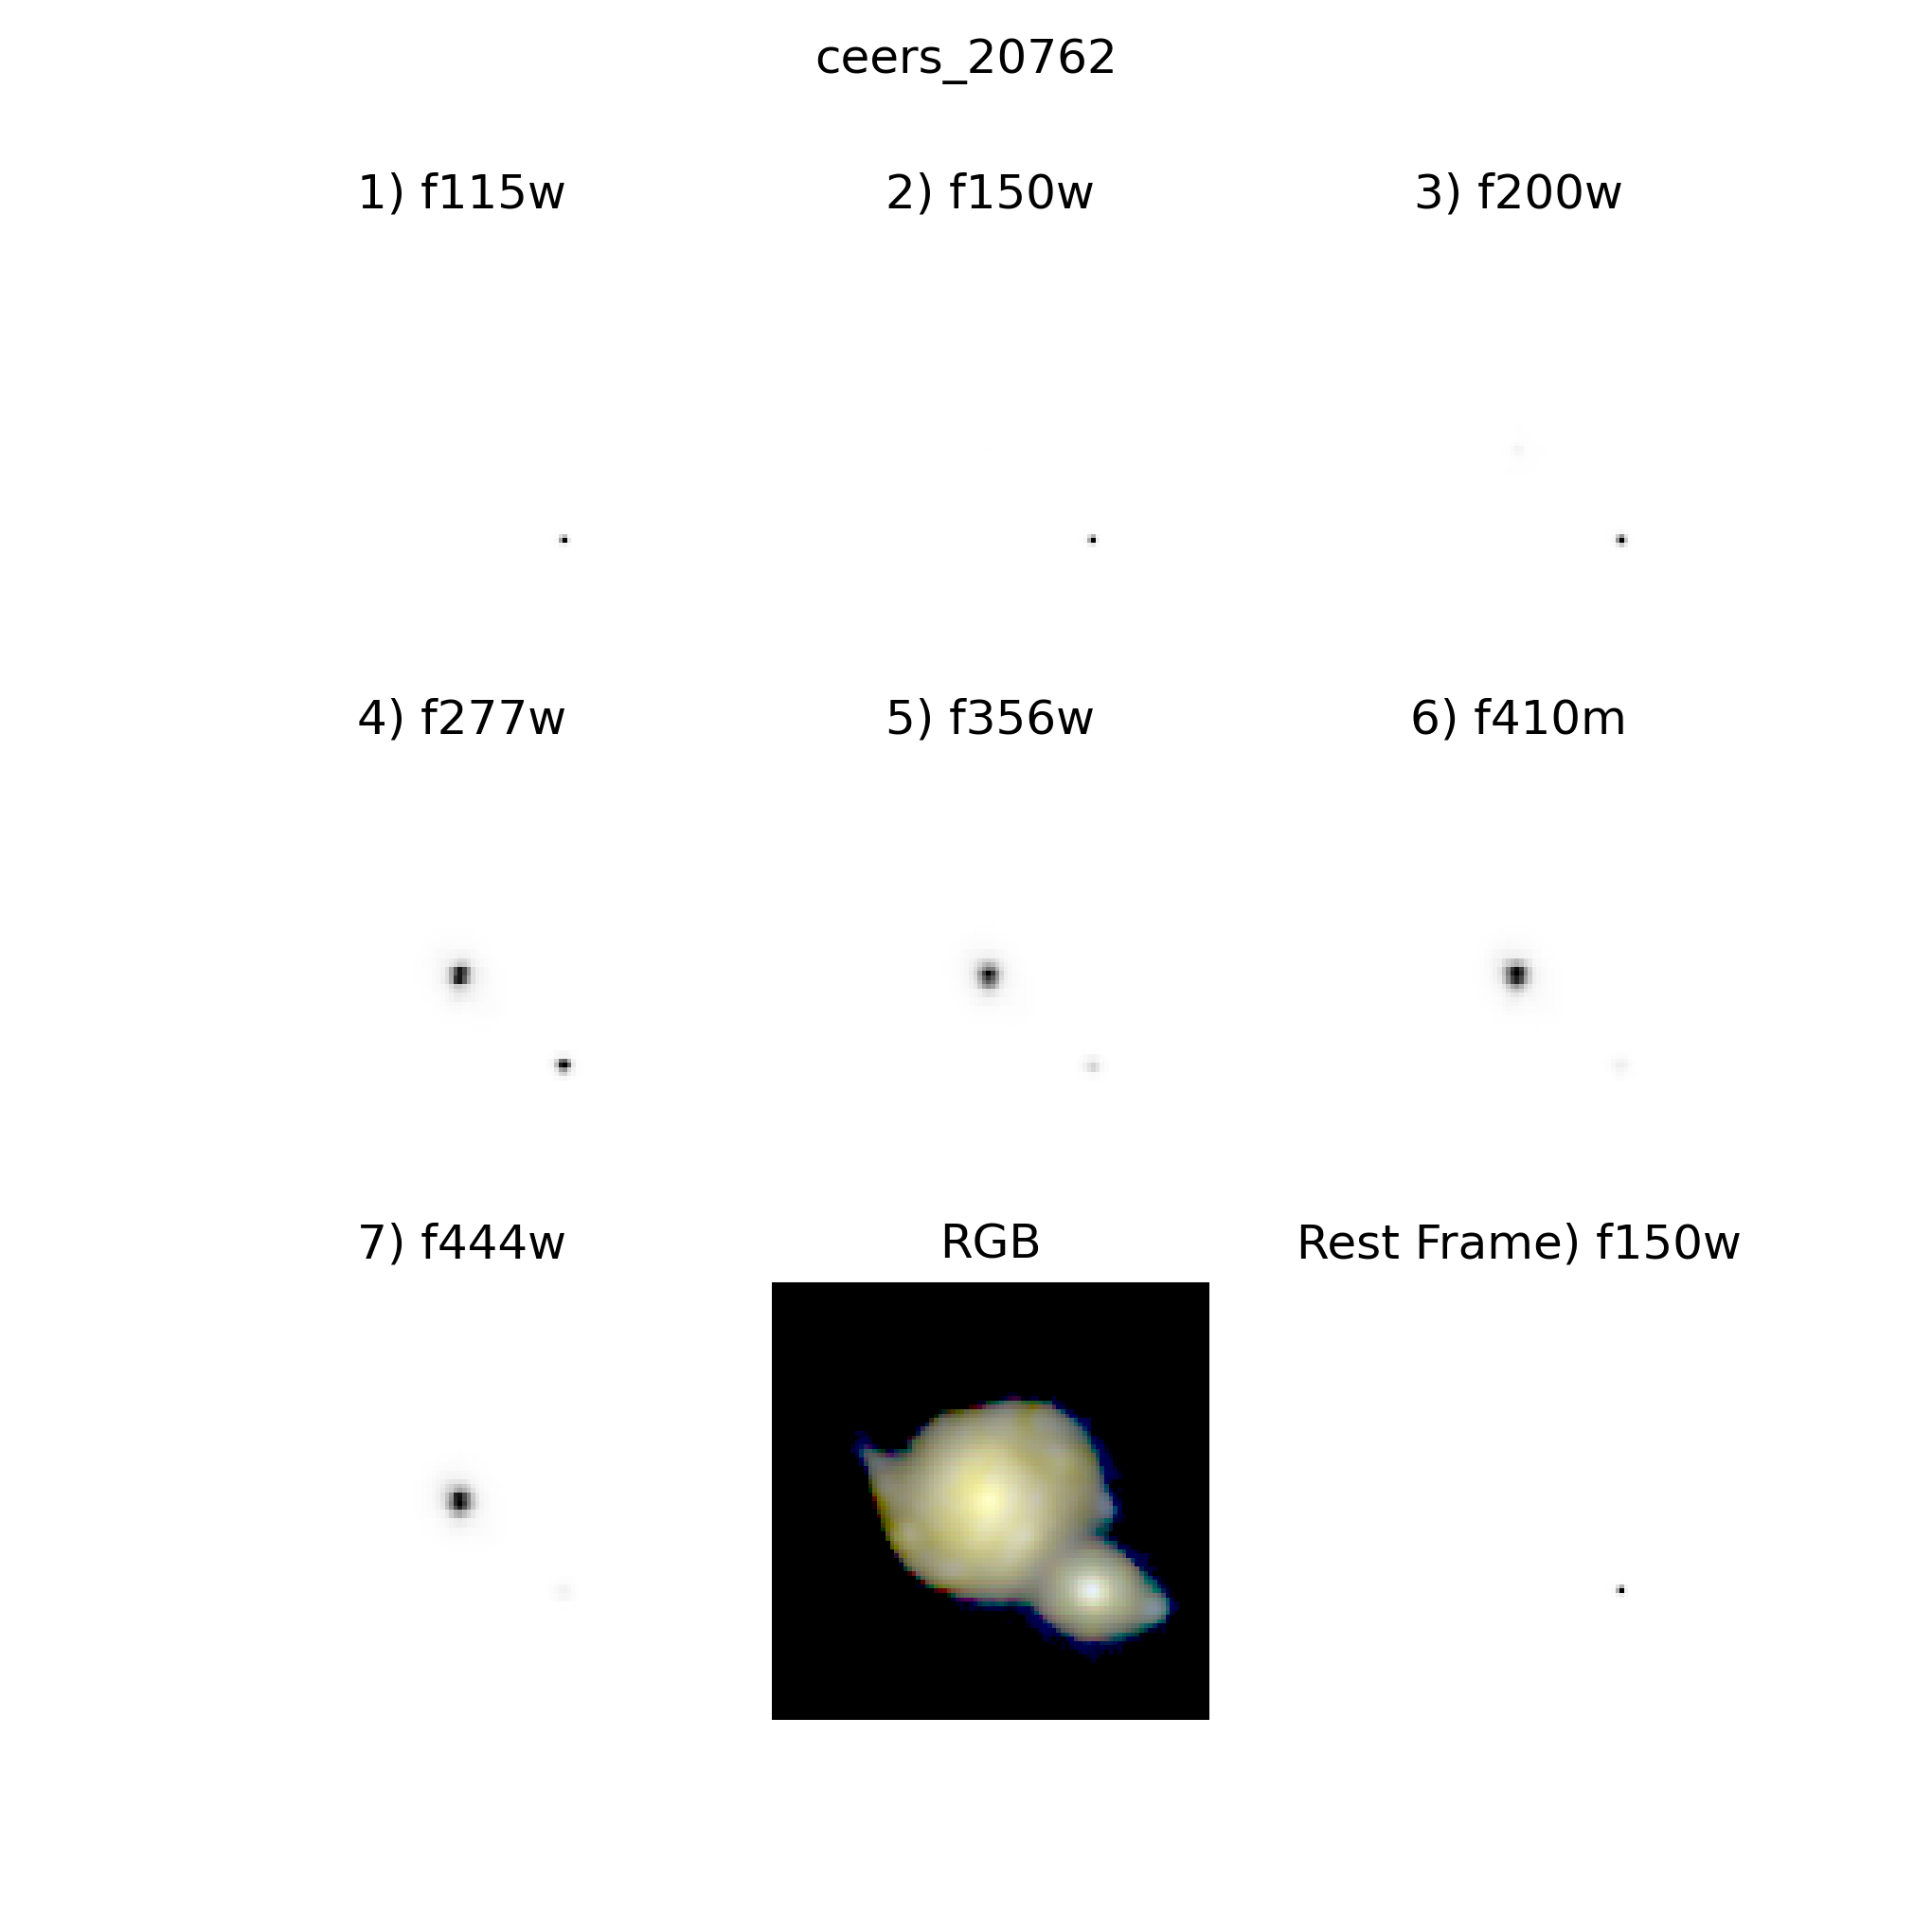 ceers_20762
1) f115w
2) f150w
3) f200w
4) f277w
5) f356w
6) f410m
7) f444w
RGB
Rest Frame) f150w